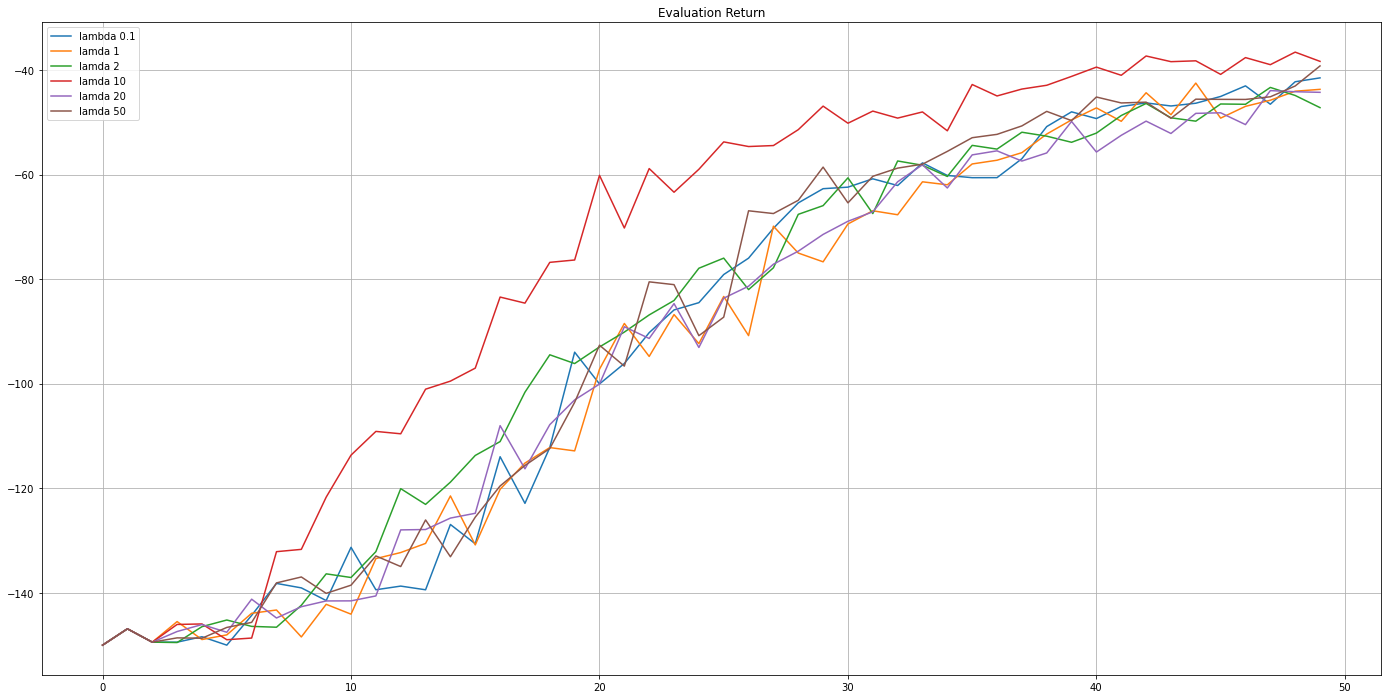 Evaluation Return
lambda 0.1
lamda 1
lamda 2
lamda 10
lamda 20
lamda 50
−40
−60
−80
−100
−120
−140
0 10 20 30 40 50